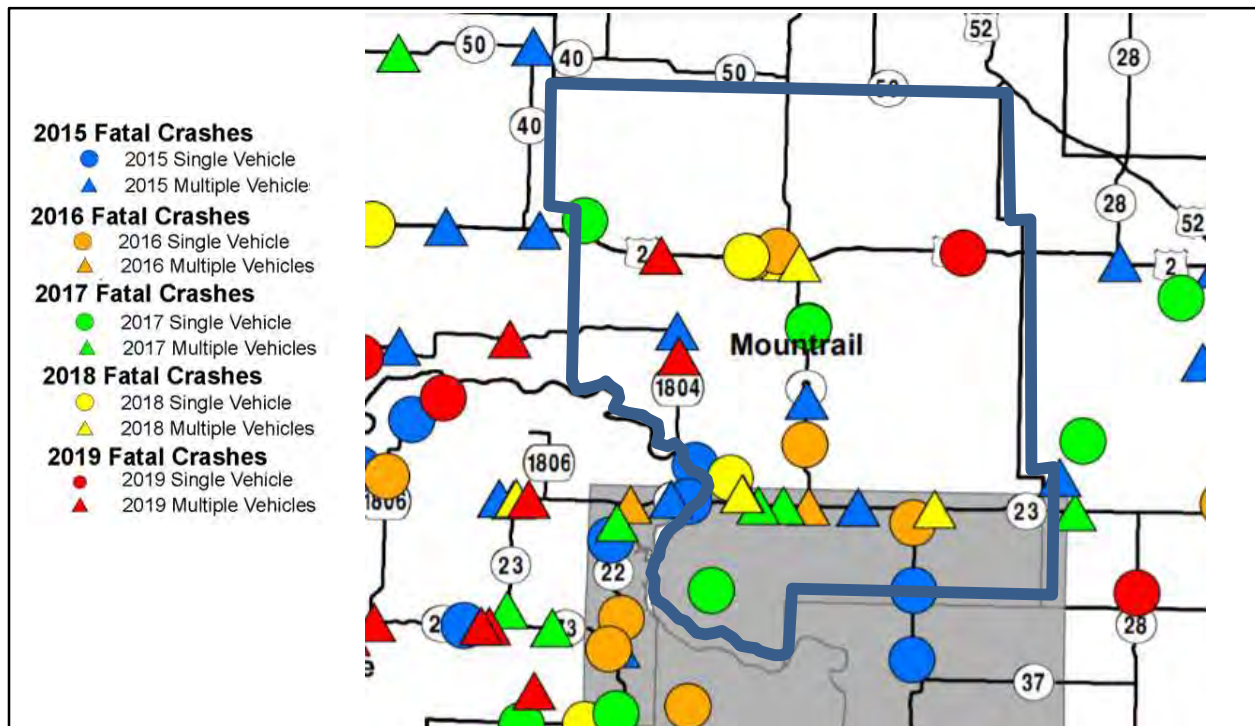 2015 Fatal Crashes
2015 Single Vehicle
2015 Multiple Vehicles
2016 Fatal Crashes
2016 Single Vehicle
2016 Multiple Vehicles
2017 Fatal Crashes
2017 Single Vehicle
2017 Multiple Vehicles
2018 Fatal Crashes
2018 Single Vehicle
2018 Multiple Vehicles
2019 Fatal Crashes
2019 Single Vehicle
2019 Multiple Vehicles
52
50
40
50
50
28
40
28
52
2
2
Mountrail
1804
1806
1806
23
23
22
28
37
e